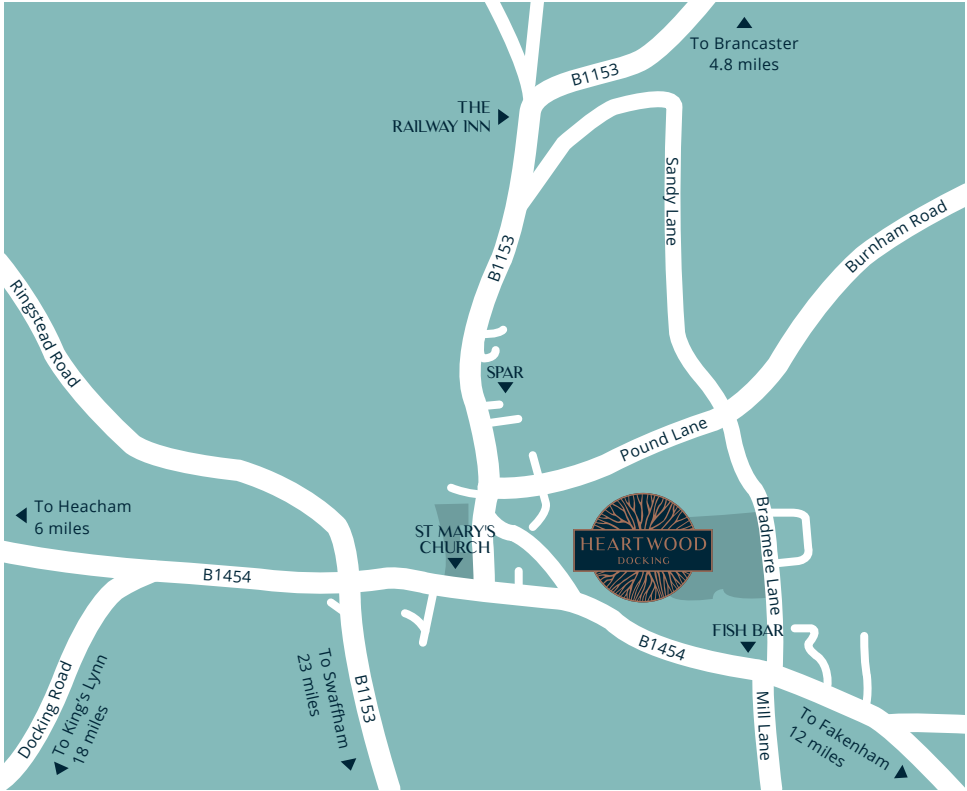 To Brancaster
4.8 miles
B1153
THE
RAILWAY INN
Sandy Lane
Burnham Road
B1153
Ringstead Road
SPAR
Pound Lane
To Heacham
6 miles
Bradmere Lane
ST MARY'S
CHURCH
HEARTWOOD
DOCKING
B1454
FISH BAR
B1454
Docking Road
To King's Lynn
18 miles
To Swaffham
23 miles
B1153
Mill Lane
To Fakenham
12 miles